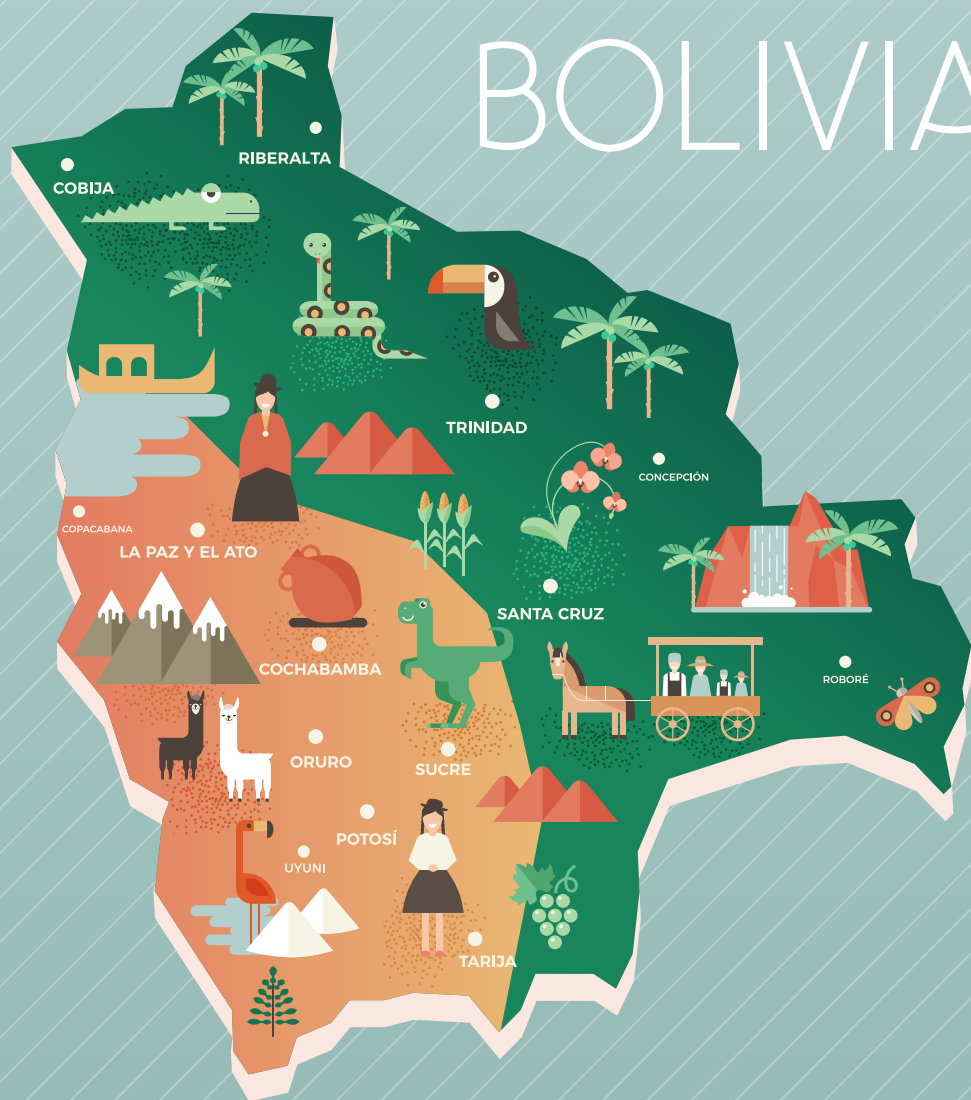 BOLIVIA
RIBERALTA
COBIJA
TRINIDAD
CONCEPCIÓN
COPACABANA
LA PAZ Y EL ATO
SANTA CRUZ
COCHABAMBA
ROBORÉ
ORURO
SUCRE
POTOSÍ
UYUNI
TARIJA